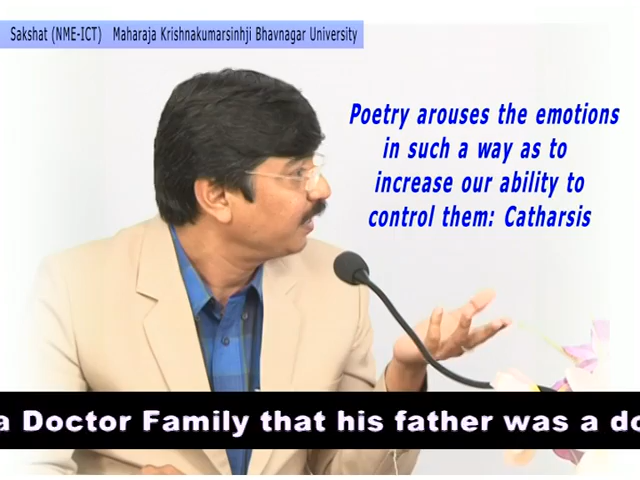 Sakshat (NME-ICT) Maharaja Krishnakumarsinhji Bhavnagar University
Poetry arouses the emotions
in such a way as to
increase our ability to
control them: Catharsis
a Doctor Family that his father was a do